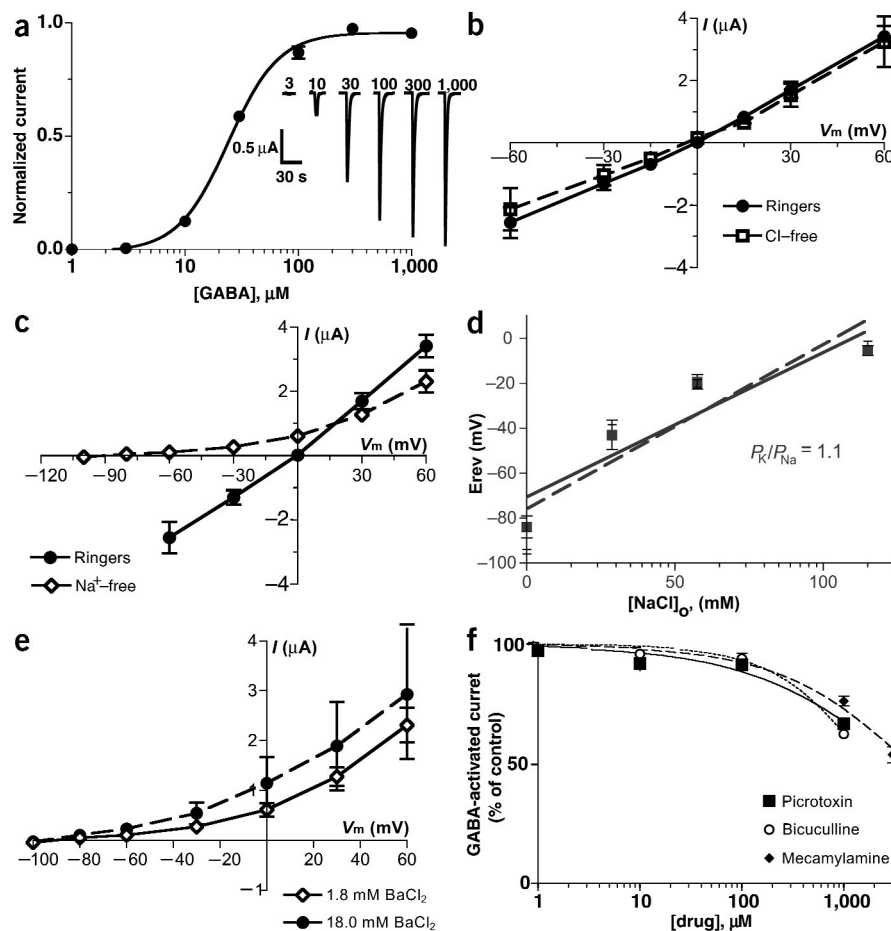 a
Normalized current
1.0
0.5
0.0
1
10
100
1,000
[GABA], μM
3
10
30
100
300
1,000
0.5 μA
30 s
b
I (μA)
4
2
Vm (mV)
–60
–30
30
60
–2
–4
Ringers
Cl–free
c
I (μA)
4
2
Vm (mV)
–120
–90
–60
–30
30
60
–2
–4
Ringers
Na+–free
d
Erev (mV)
0
–20
–40
–60
–80
–100
PK/PNa = 1.1
0
50
100
[NaCl]o, (mM)
e
I (μA)
4
3
1
1
Vm (mV)
–100
–80
–60
–40
–20
20
40
60
–1
1.8 mM BaCl2
18.0 mM BaCl2
f
GABA-activated curret
(% of control)
100
50
0
Picrotoxin
Bicuculline
Mecamylamine
1
10
100
1,000
[drug], μM